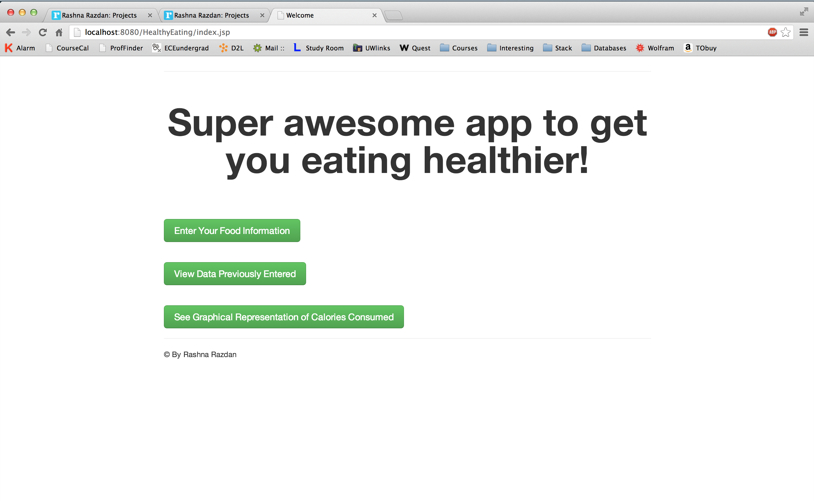 Rashna Razdan: Projects
Rashna Razdan: Projects
Welcome
localhost:8080/HealthyEating/index.jsp
ABP
K Alarm CourseCal ProfFinder ECEundergrad D2L Mail :: L Study Room UWlinks W Quest Courses Interesting Stack Databases Wolfram a TObuy
Super awesome app to get
you eating healthier!
Enter Your Food Information
View Data Previously Entered
See Graphical Representation of Calories Consumed
© By Rashna Razdan